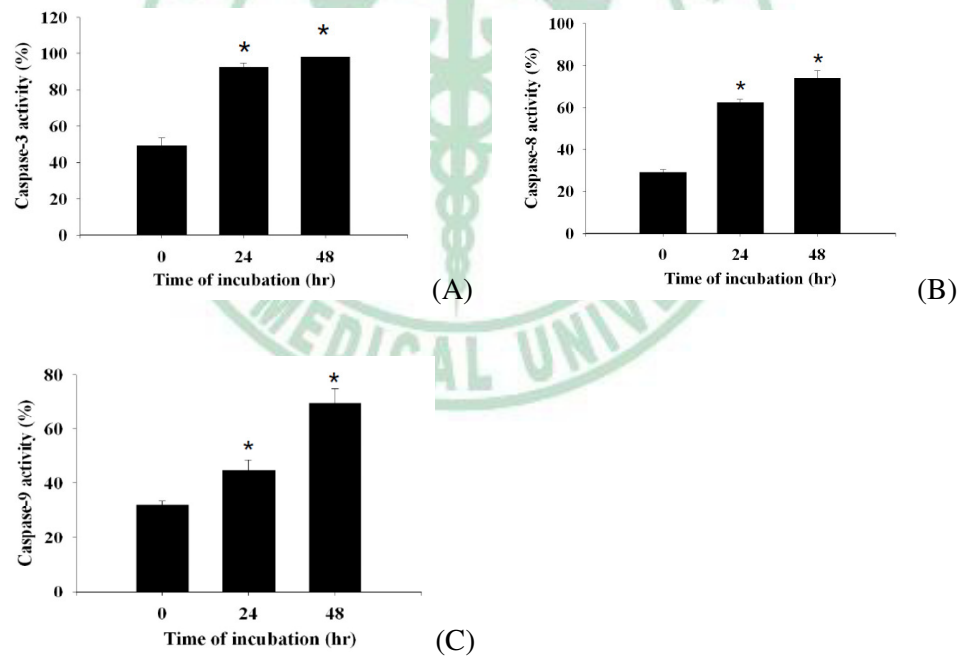 120
100
80
60
40
20
0
Caspase-3 activity (%)
* *
0 24 48
Time of incubation (hr)
(A)
100
80
60
40
20
0
Caspase-8 activity (%)
* *
0 24 48
Time of incubation (hr)
(B)
MEDICAL
80
60
40
20
0
Caspase-9 activity (%)
* *
0 24 48
Time of incubation (hr)
(C)